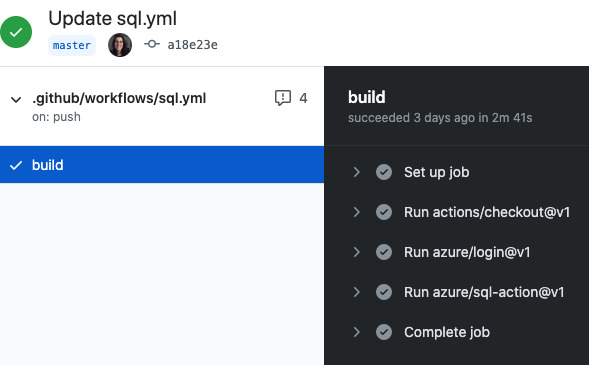 Update sql.yml
master a18e23e
.github/workflows/sql.yml 4
on: push
build
build
succeeded 3 days ago in 2m 41s
Set up job
Run actions/checkout@v1
Run azure/login@v1
Run azure/sql-action@v1
Complete job